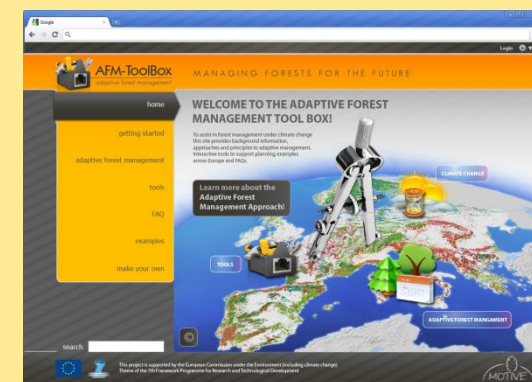 Google
Login
AFM-ToolBox
adaptive forest management
MANAGING FORESTS FOR THE FUTURE
home
getting started
adaptive forest management
tools
FAQ
examples
make your own
search
WELCOME TO THE ADAPTIVE FOREST
MANAGEMENT TOOL BOX!
To assist in forest management under climate change
this site provides background information,
approaches and principles to adaptive management,
interactive tools to support planning, examples
across Europe and FAQs.
Learn more about the
Adaptive Forest
Management Approach!
CLIMATE CHANGE
TOOLS
ADAPTIVE FOREST MANGAMENT
©
This project is supported by the European Commission under the Environment (including climate change)
Theme of the 7th Framework Programme for Research and Technological Development
MOTIVE